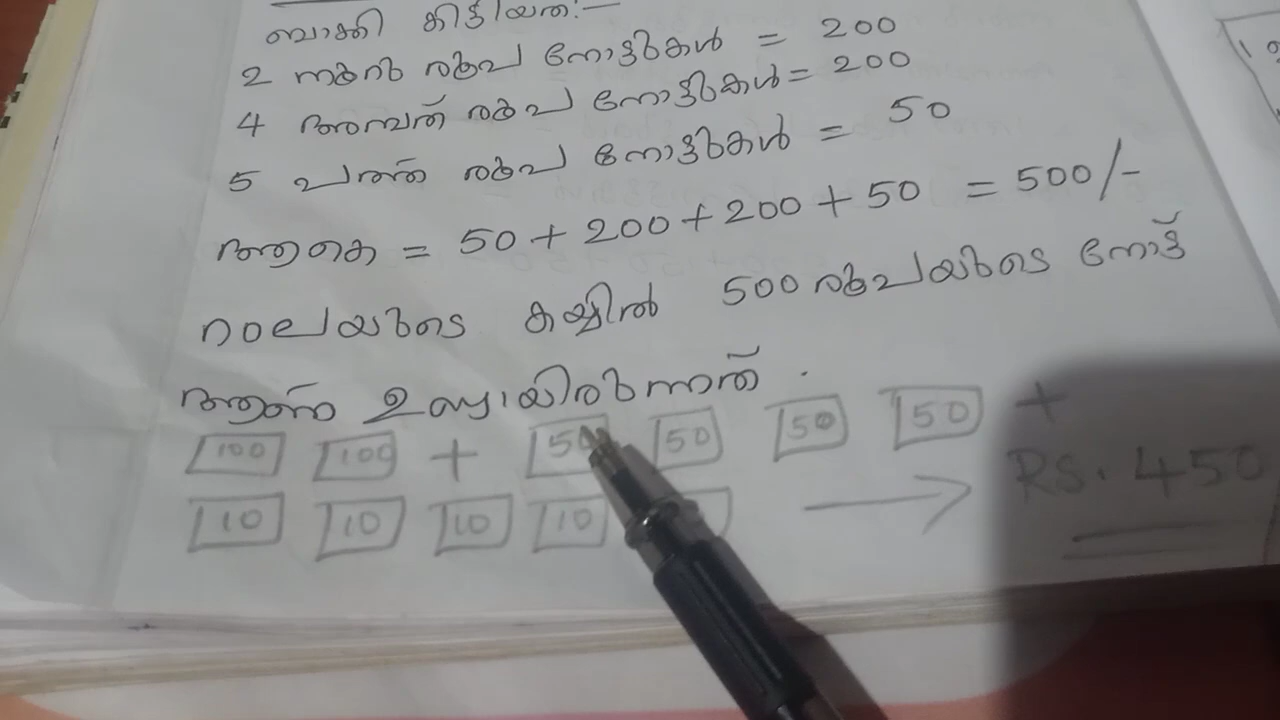 ബാക്കി കിട്ടിയത്:—
2 നൂറു രൂപ നോട്ടുകൾ = 200
4 അമ്പത് രൂപ നോട്ടുകൾ = 200
5 പത്ത് രൂപ നോട്ടുകൾ = 50
ആകെ = 50 + 200 + 200 + 50 = 500/-
റാലയുടെ കയ്യിൽ 500 രൂപയുടെ നോട്ട്
ആണ് ഉണ്ടായിരുന്നത്.
100 100 + 50 50 50 50 +
10 10 10 10 → RS. 450